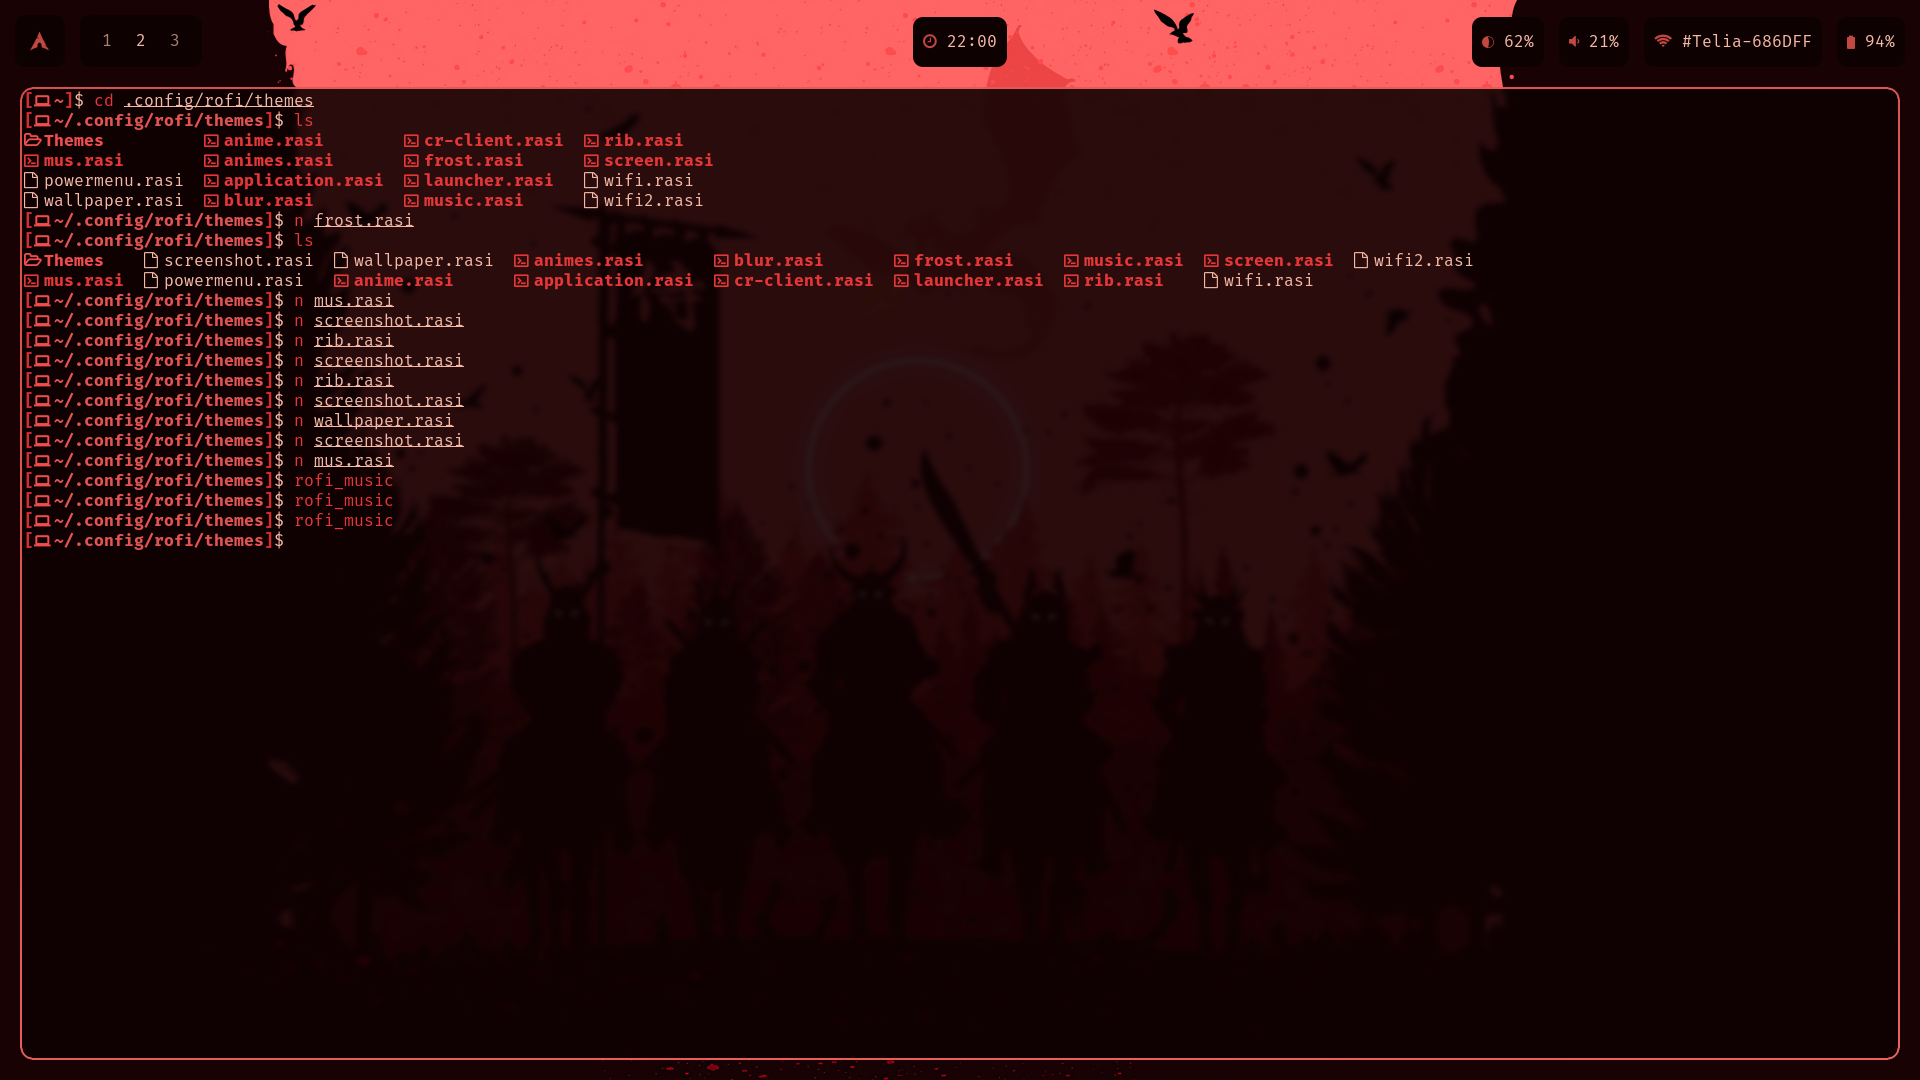 1 2 3 22:00 62% 21% #Telia-686DFF 94%
[~]$ cd .config/rofi/themes
[~/.config/rofi/themes]$ ls
Themes anime.rasi cr-client.rasi rib.rasi
mus.rasi animes.rasi frost.rasi screen.rasi
powermenu.rasi application.rasi launcher.rasi wifi.rasi
wallpaper.rasi blur.rasi music.rasi wifi2.rasi
[~/.config/rofi/themes]$ n frost.rasi
[~/.config/rofi/themes]$ ls
Themes screenshot.rasi wallpaper.rasi animes.rasi blur.rasi frost.rasi music.rasi screen.rasi wifi2.rasi
mus.rasi powermenu.rasi anime.rasi application.rasi cr-client.rasi launcher.rasi rib.rasi wifi.rasi
[~/.config/rofi/themes]$ n mus.rasi
[~/.config/rofi/themes]$ n screenshot.rasi
[~/.config/rofi/themes]$ n rib.rasi
[~/.config/rofi/themes]$ n screenshot.rasi
[~/.config/rofi/themes]$ n rib.rasi
[~/.config/rofi/themes]$ n screenshot.rasi
[~/.config/rofi/themes]$ n wallpaper.rasi
[~/.config/rofi/themes]$ n screenshot.rasi
[~/.config/rofi/themes]$ n mus.rasi
[~/.config/rofi/themes]$ rofi_music
[~/.config/rofi/themes]$ rofi_music
[~/.config/rofi/themes]$ rofi_music
[~/.config/rofi/themes]$